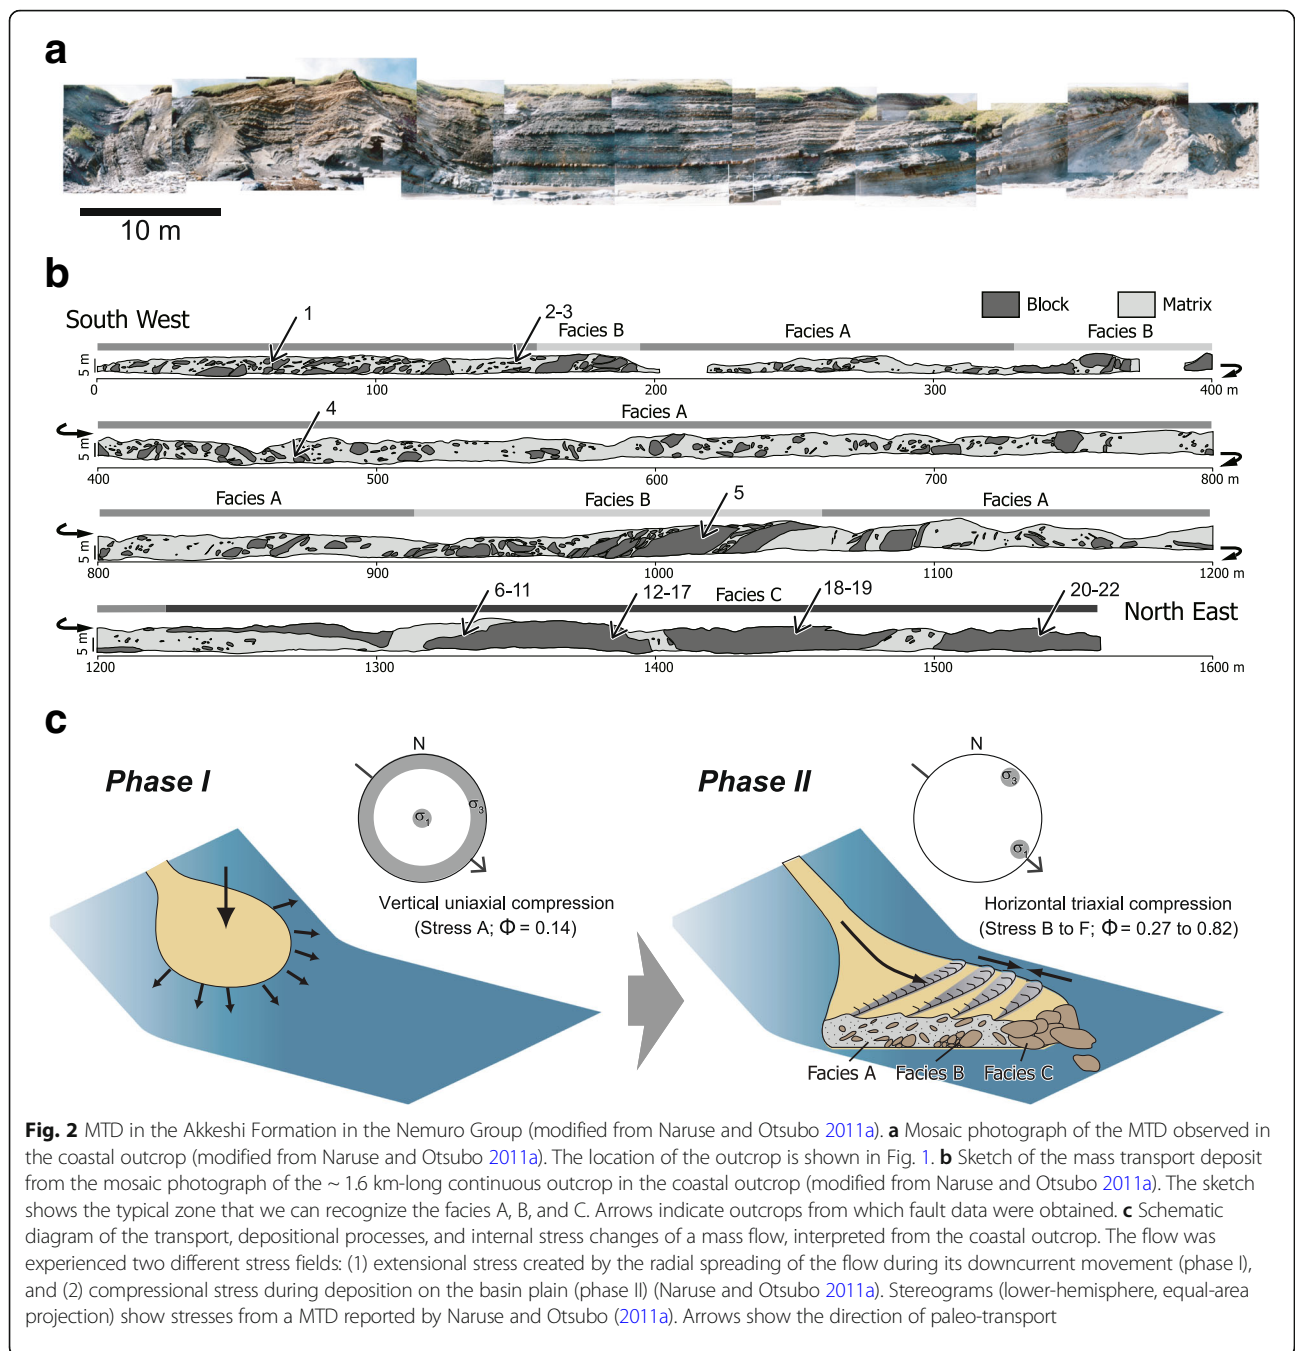 a
10 m
b
South West
1
2-3
Block
Matrix
Facies B
Facies A
Facies B
5 m
0
100
200
300
400 m
4
Facies A
5 m
400
500
600
700
800 m
Facies A
Facies B
5
Facies A
5 m
800
900
1000
1100
1200 m
6-11
12-17
Facies C
18-19
20-22
North East
5 m
1200
1300
1400
1500
1600 m
c
Phase I
N
σ3
σ1
Vertical uniaxial compression
(Stress A; Φ = 0.14)
Phase II
N
σ3
σ1
Horizontal triaxial compression
(Stress B to F; Φ = 0.27 to 0.82)
Facies A
Facies B
Facies C
Fig. 2 MTD in the Akkeshi Formation in the Nemuro Group (modified from Naruse and Otsubo 2011a). a Mosaic photograph of the MTD observed in
the coastal outcrop (modified from Naruse and Otsubo 2011a). The location of the outcrop is shown in Fig. 1. b Sketch of the mass transport deposit
from the mosaic photograph of the ~ 1.6 km-long continuous outcrop in the coastal outcrop (modified from Naruse and Otsubo 2011a). The sketch
shows the typical zone that we can recognize the facies A, B, and C. Arrows indicate outcrops from which fault data were obtained. c Schematic
diagram of the transport, depositional processes, and internal stress changes of a mass flow, interpreted from the coastal outcrop. The flow was
experienced two different stress fields: (1) extensional stress created by the radial spreading of the flow during its downcurrent movement (phase I),
and (2) compressional stress during deposition on the basin plain (phase II) (Naruse and Otsubo 2011a). Stereograms (lower-hemisphere, equal-area
projection) show stresses from a MTD reported by Naruse and Otsubo (2011a). Arrows show the direction of paleo-transport